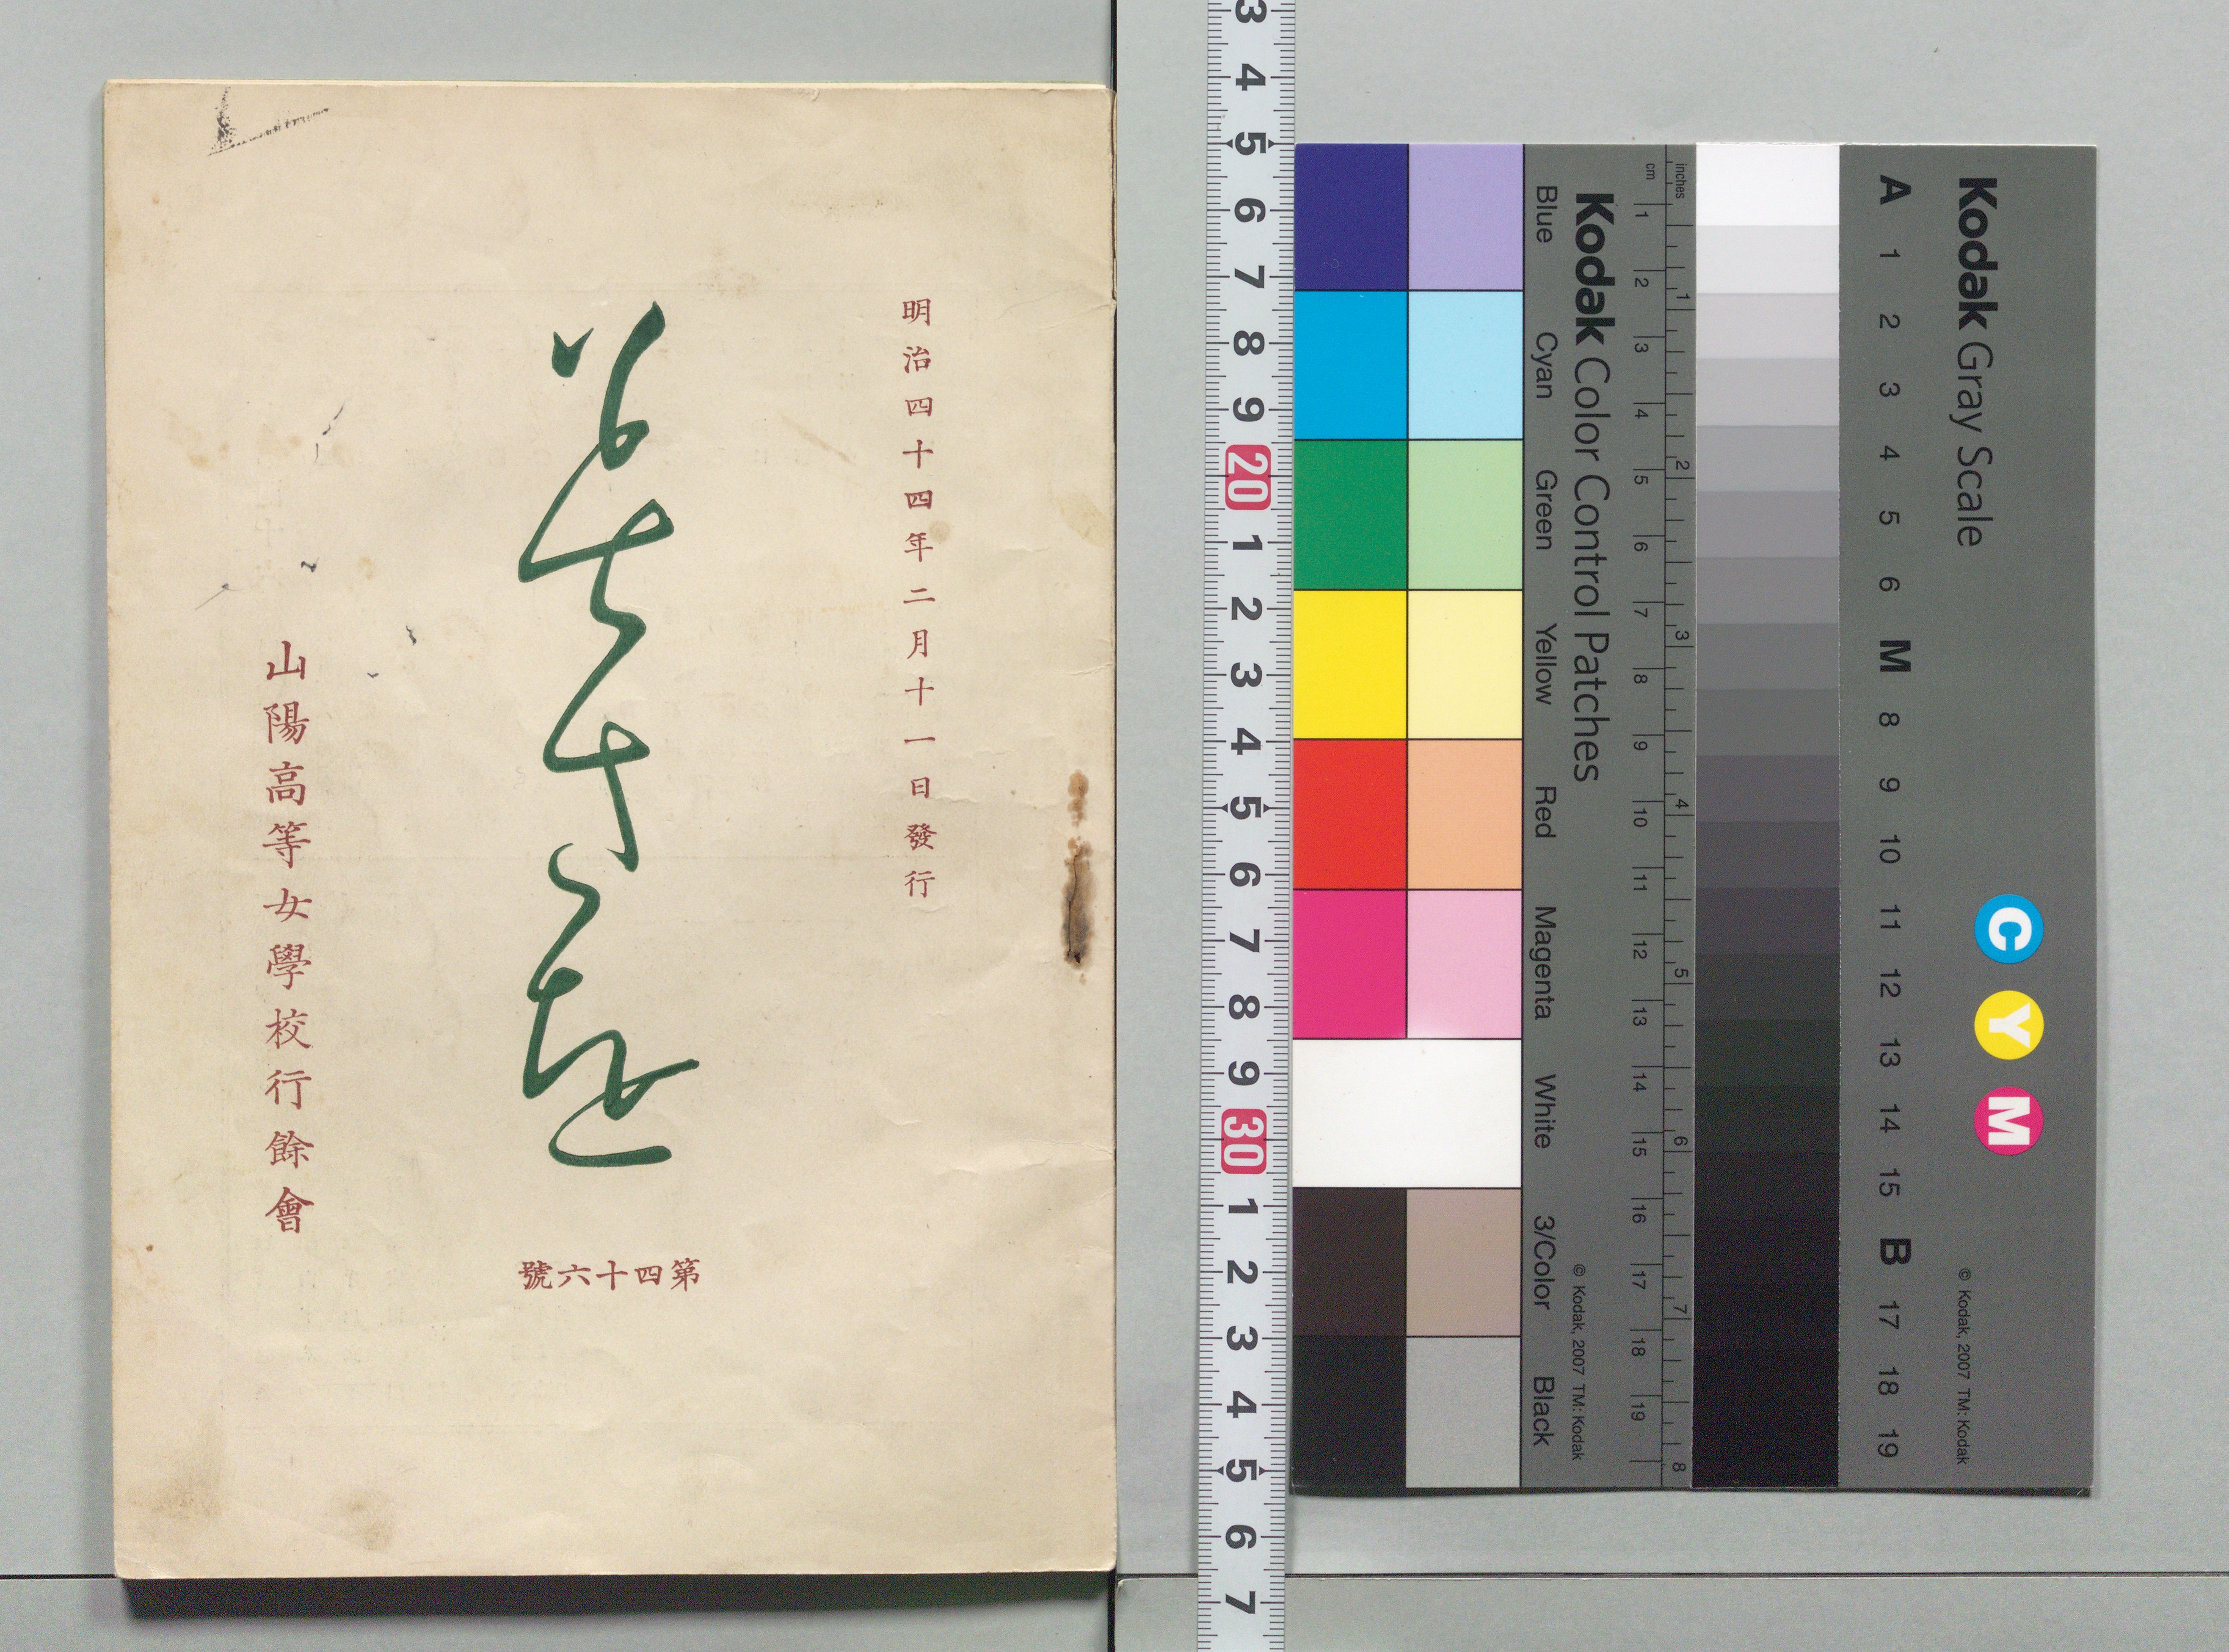 明治四十四年二月十一日發行
みさを
山陽高等女學校行餘會
第四十六號
3 4 5 6 7 8 9 20 1 2 3 4 5 6 7 8 9 30 1 2 3 4 5 6 7
Kodak Gray Scale
C Y M
© Kodak, 2007 TM: Kodak
A 1 2 3 4 5 6 M 8 9 10 11 12 13 14 15 B 17 18 19
inches 1 2 3 4 5 6 7 8
cm 1 2 3 4 5 6 7 8 9 10 11 12 13 14 15 16 17 18 19
Kodak Color Control Patches
© Kodak, 2007 TM: Kodak
Blue Cyan Green Yellow Red Magenta White 3/Color Black